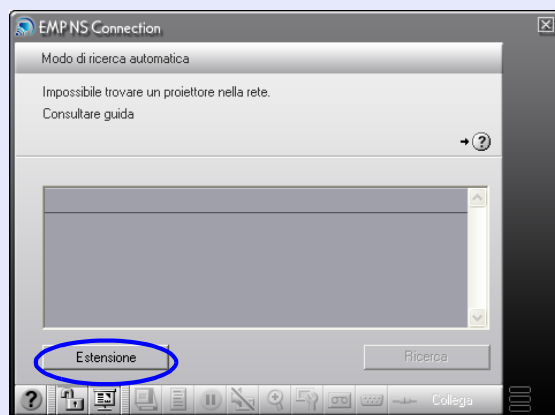 EMP NS Connection
Modo di ricerca automatica
Impossibile trovare un proiettore nella rete.
Consultare guida
Estensione
Ricerca
Collega